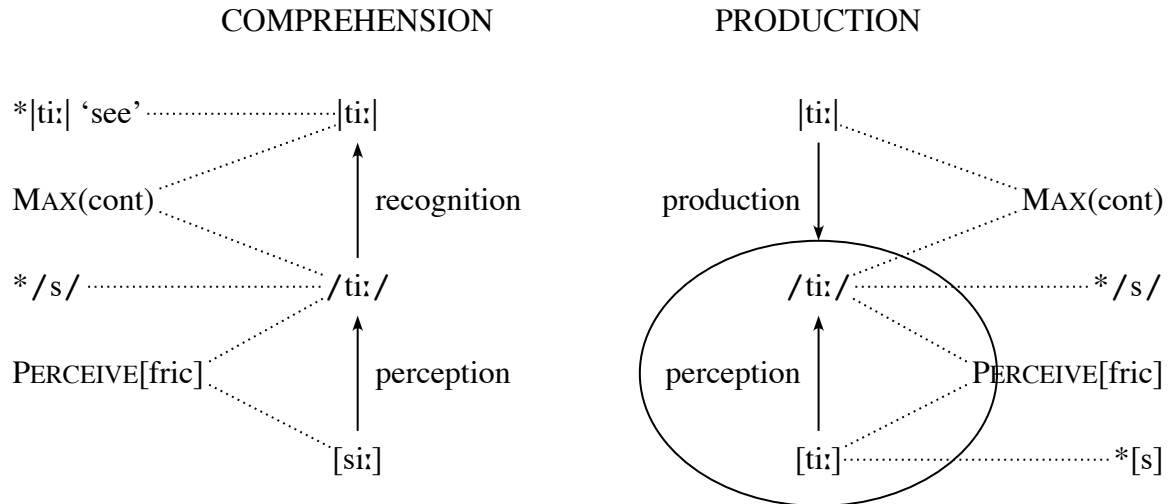 COMPREHENSION PRODUCTION
*|tiː| ‘see’ |tiː| |tiː|
MAX(cont) recognition production MAX(cont)
*/s/ /tiː/ /tiː/ */s/
PERCEIVE[fric] perception perception PERCEIVE[fric]
[siː] [tiː] *[s]